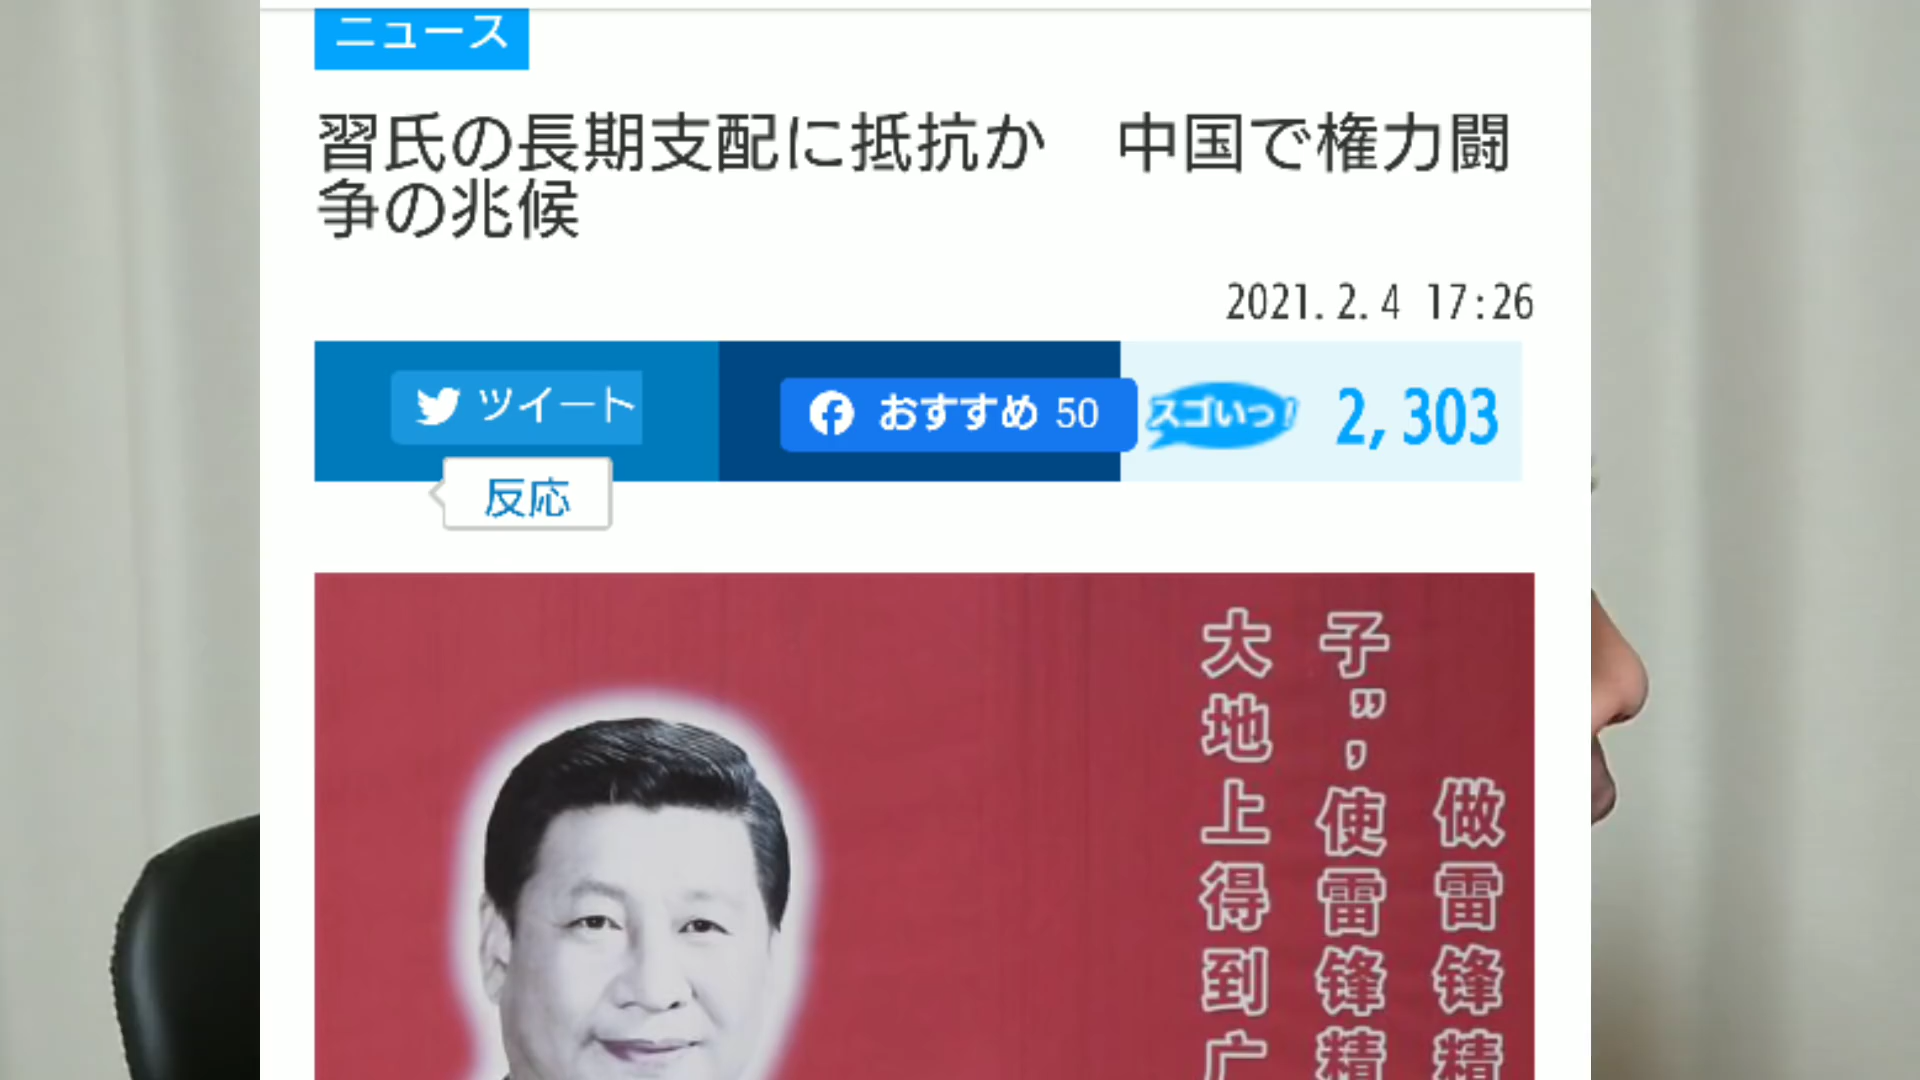 ニュース
習氏の長期支配に抵抗か　中国で権力闘
争の兆候
2021.2.4 17:26
ツイート
おすすめ 50
スゴいっ！
2,303
反応
做雷锋精
子”，使雷锋精
大地上得到广